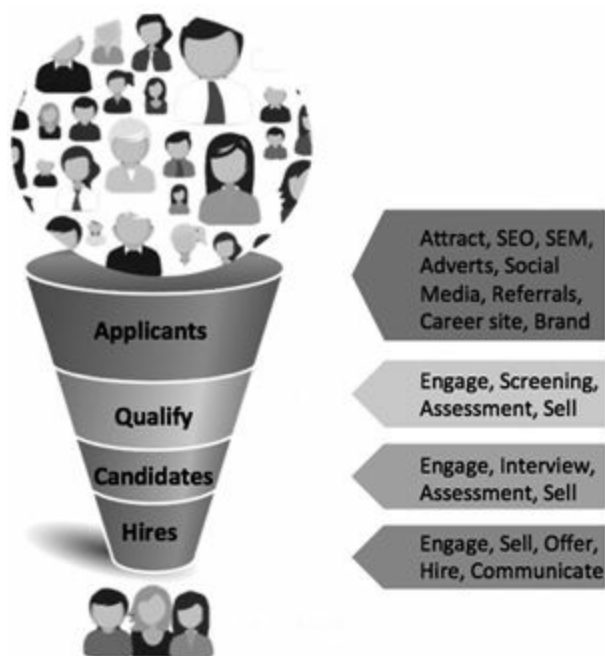 Applicants
Qualify
Candidates
Hires
Attract, SEO, SEM,
Adverts, Social
Media, Referrals,
Career site, Brand
Engage, Screening,
Assessment, Sell
Engage, Interview,
Assessment, Sell
Engage, Sell, Offer,
Hire, Communicate